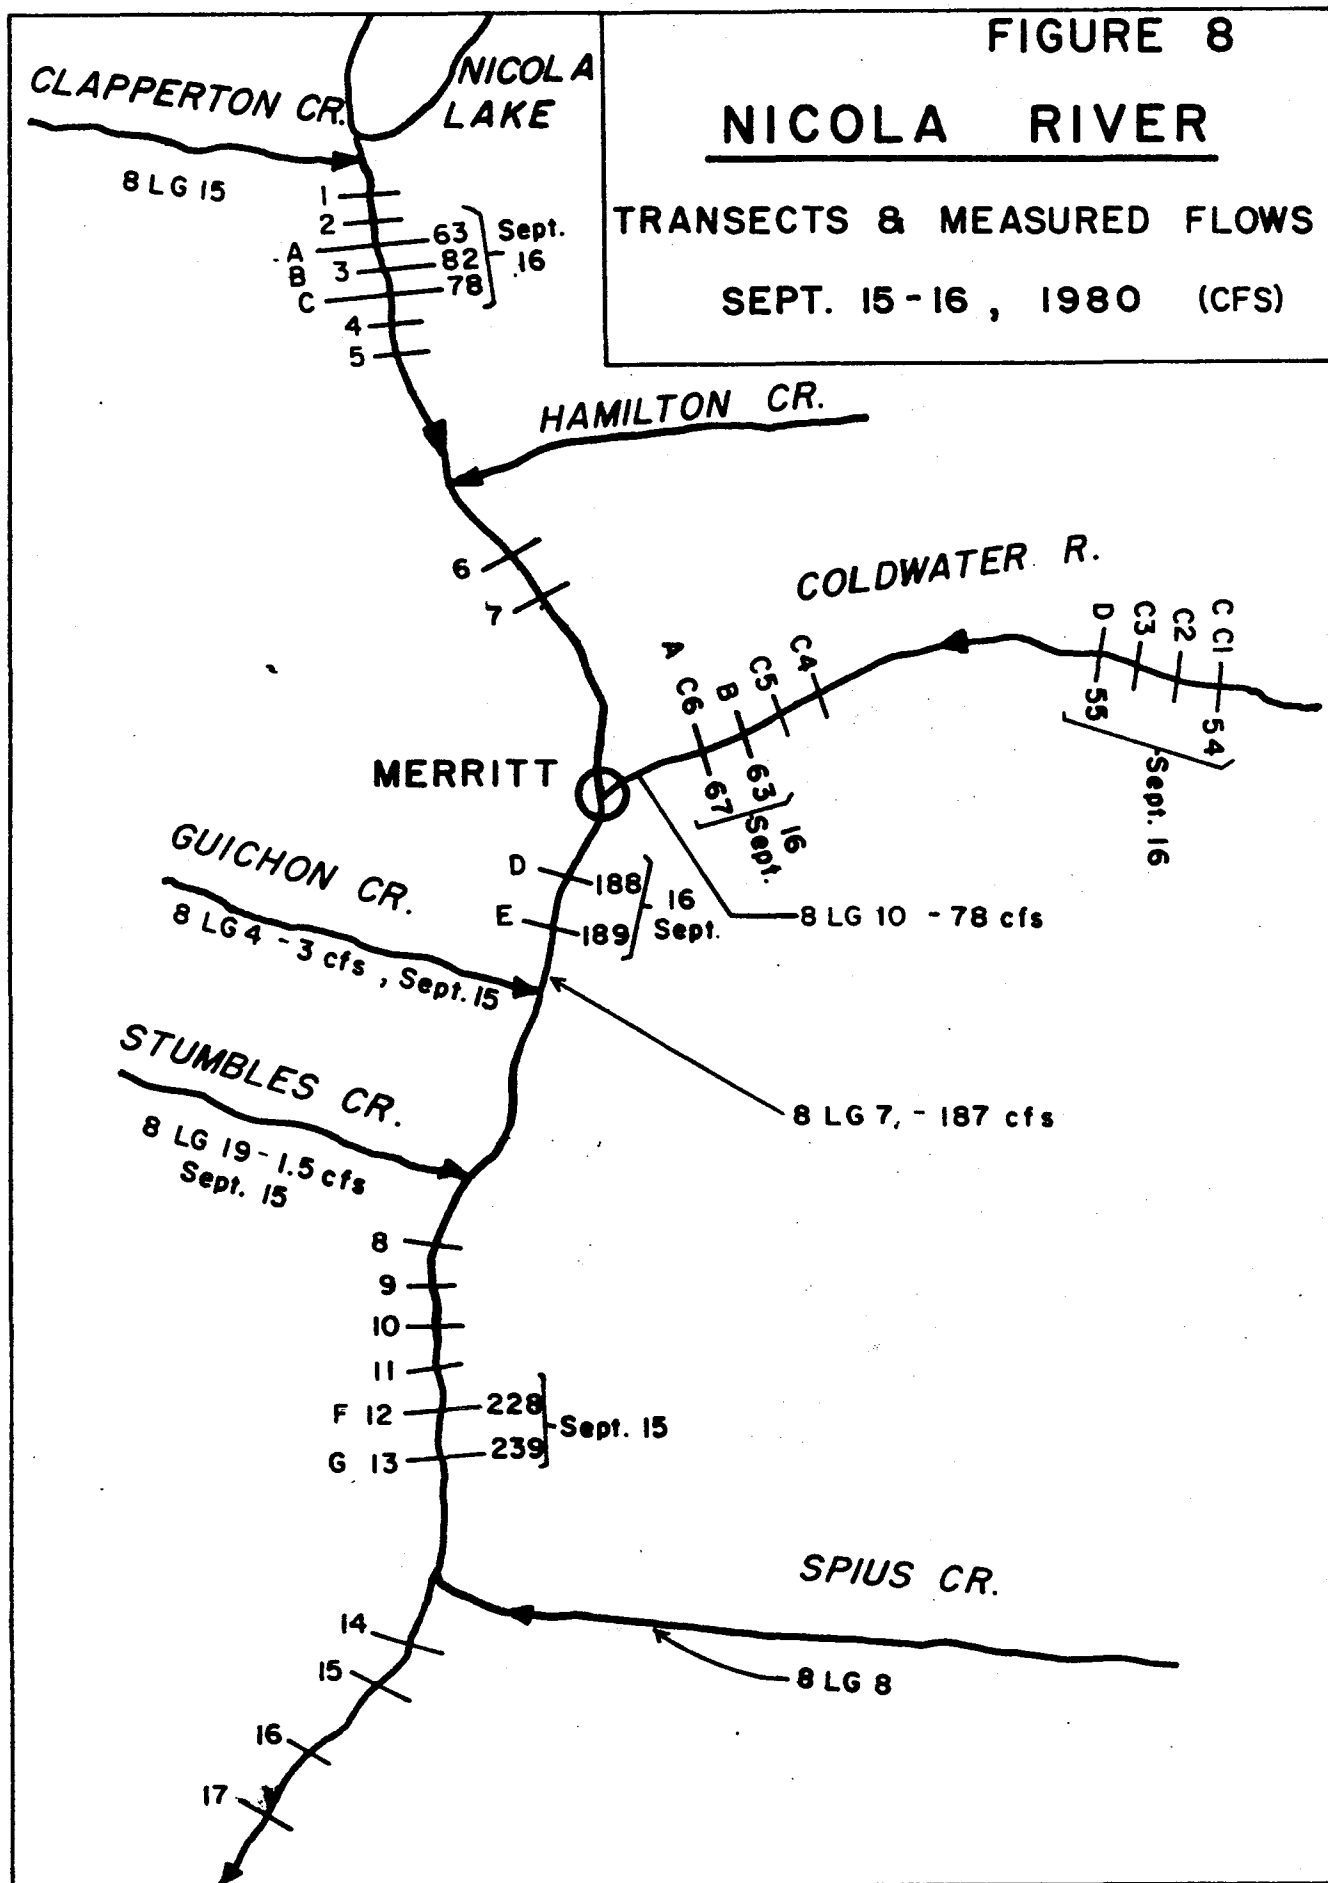 FIGURE 8
NICOLA RIVER
TRANSECTS & MEASURED FLOWS
SEPT. 15-16, 1980 (CFS)
NICOLA
LAKE
CLAPPERTON CR.
8 LG 15
1
2
A 63
B 3 82
C 78
Sept.
16
4
5
HAMILTON CR.
6
7
COLDWATER R.
C C1 54
C2
C3
D 55
Sept. 16
C4
C5
B 63
A C6 67
16
Sept.
MERRITT
8 LG 10 - 78 cfs
D 188
E 189
16
Sept.
GUICHON CR.
8 LG 4 - 3 cfs, Sept. 15
8 LG 7, - 187 cfs
STUMBLES CR.
8 LG 19 - 1.5 cfs
Sept. 15
8
9
10
11
F 12 228
G 13 239
Sept. 15
SPIUS CR.
8 LG 8
14
15
16
17